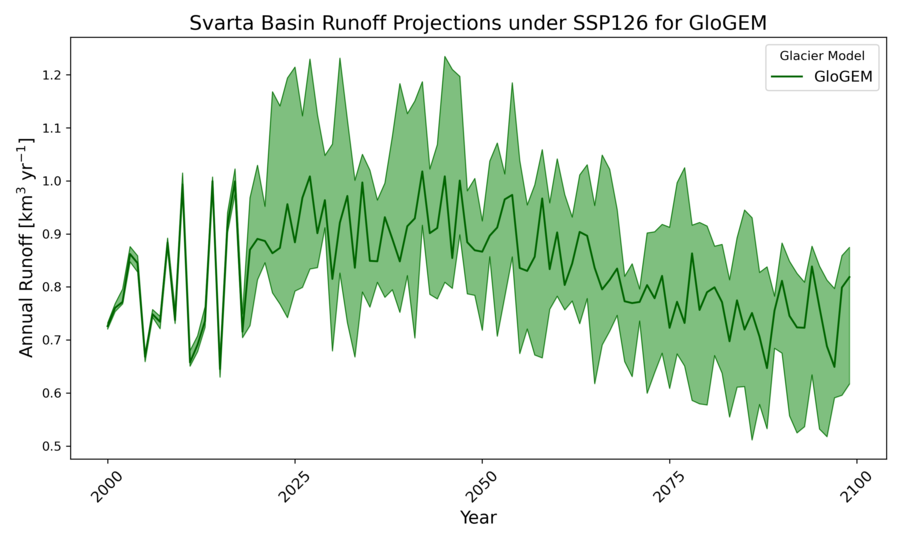 Svarta Basin Runoff Projections under SSP126 for GloGEM
Glacier Model
GloGEM
1.2
1.1
1.0
0.9
0.8
0.7
0.6
0.5
Annual Runoff [km³ yr⁻¹]
2000
2025
2050
2075
2100
Year